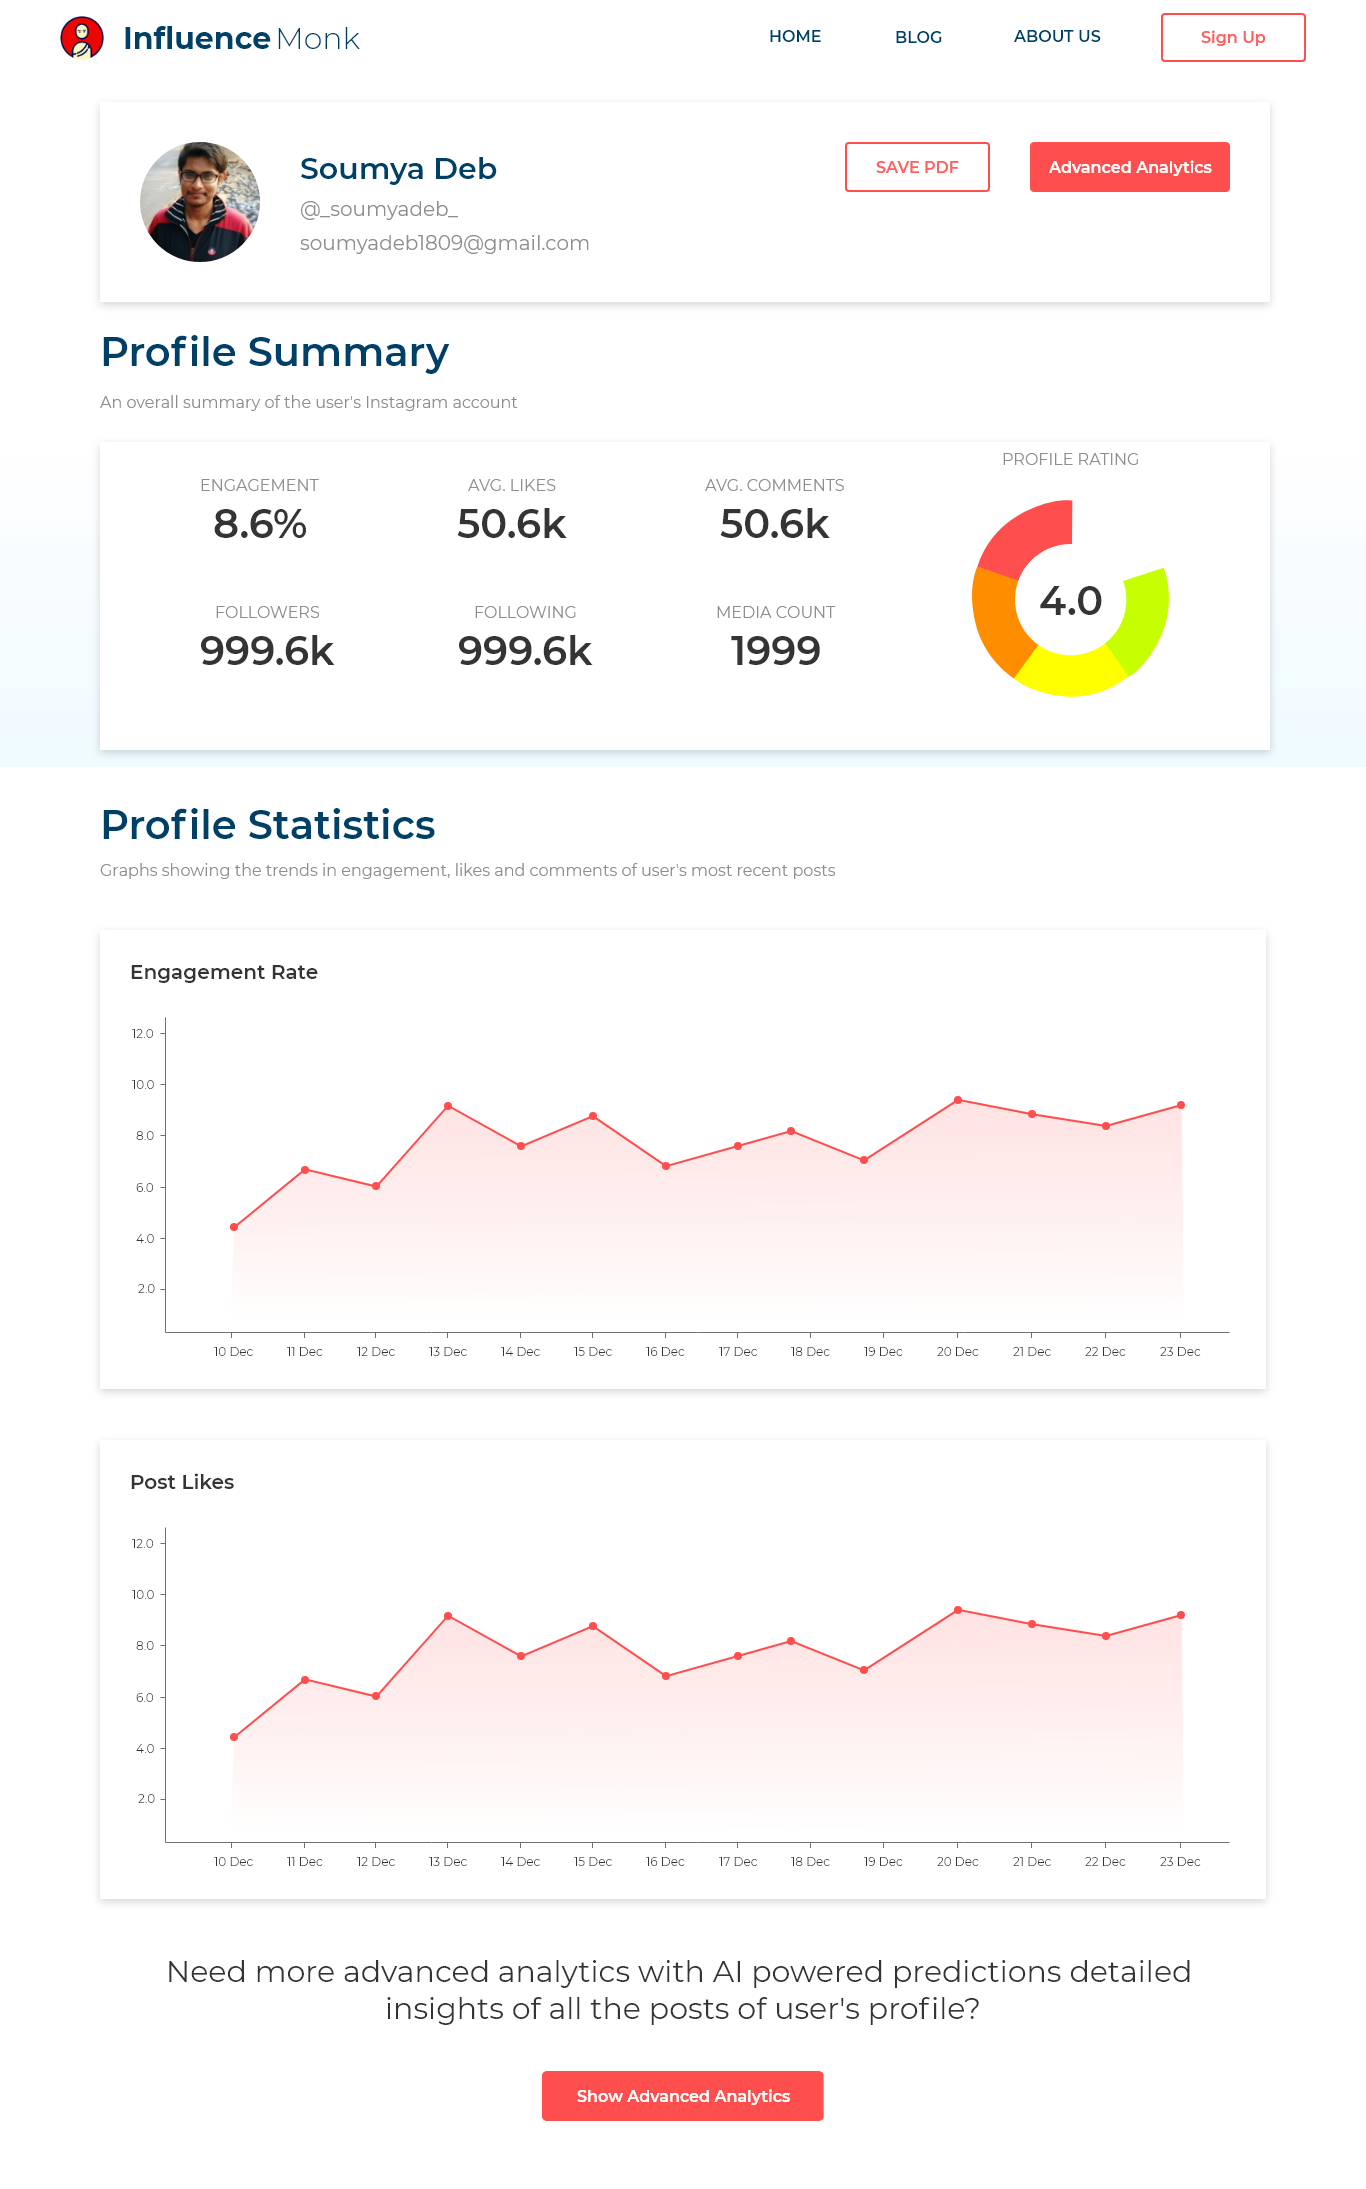 Influence Monk
HOME
BLOG
ABOUT US
Sign Up
Soumya Deb
@_soumyadeb_
soumyadeb1809@gmail.com
SAVE PDF
Advanced Analytics
Profile Summary
An overall summary of the user's Instagram account
ENGAGEMENT
8.6%
AVG. LIKES
50.6k
AVG. COMMENTS
50.6k
FOLLOWERS
999.6k
FOLLOWING
999.6k
MEDIA COUNT
1999
PROFILE RATING
4.0
Profile Statistics
Graphs showing the trends in engagement, likes and comments of user's most recent posts
Engagement Rate
12.0
10.0
8.0
6.0
4.0
2.0
10 Dec 11 Dec 12 Dec 13 Dec 14 Dec 15 Dec 16 Dec 17 Dec 18 Dec 19 Dec 20 Dec 21 Dec 22 Dec 23 Dec
Post Likes
12.0
10.0
8.0
6.0
4.0
2.0
10 Dec 11 Dec 12 Dec 13 Dec 14 Dec 15 Dec 16 Dec 17 Dec 18 Dec 19 Dec 20 Dec 21 Dec 22 Dec 23 Dec
Need more advanced analytics with AI powered predictions detailed
insights of all the posts of user's profile?
Show Advanced Analytics